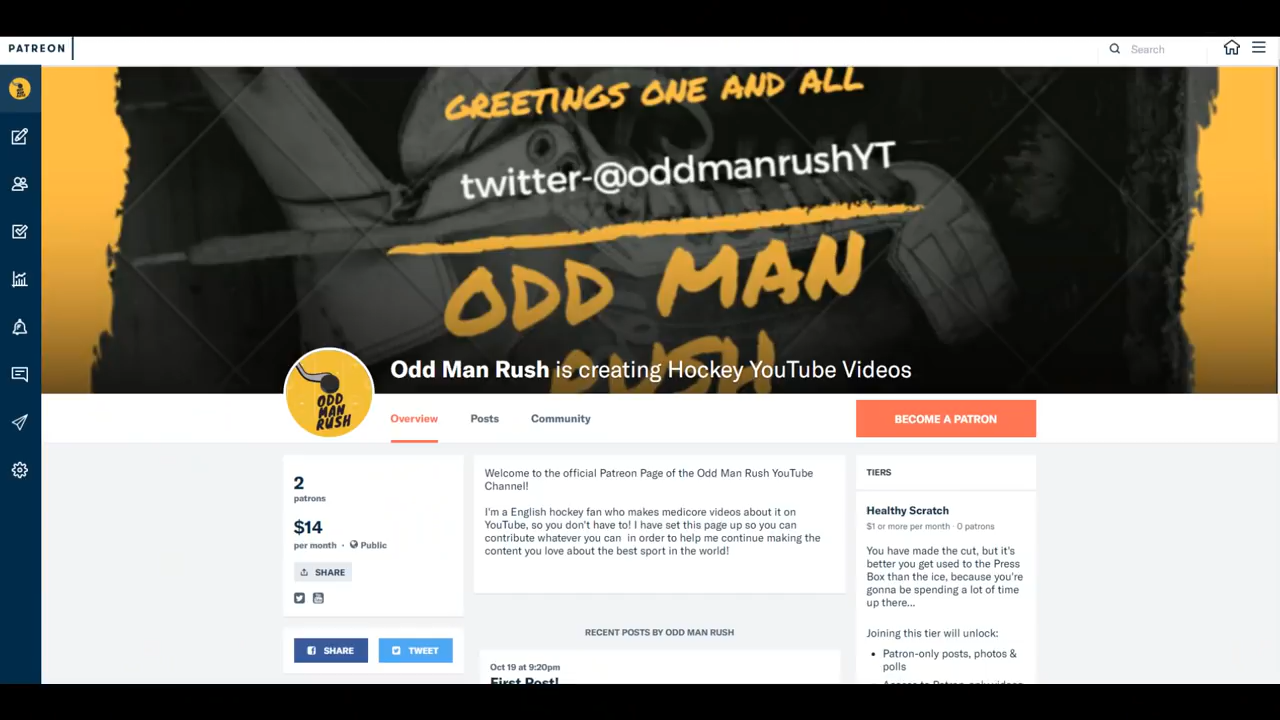 PATREON
Search
GREETINGS ONE AND ALL
twitter-@oddmanrushYT
ODD MAN
RUSH
ODD
MAN
RUSH
Odd Man Rush is creating Hockey YouTube Videos
Overview
Posts
Community
BECOME A PATRON
2
patrons
$14
per month · Public
SHARE
SHARE
TWEET
Welcome to the official Patreon Page of the Odd Man Rush YouTube
Channel!
I'm a English hockey fan who makes medicore videos about it on
YouTube, so you don't have to! I have set this page up so you can
contribute whatever you can in order to help me continue making the
content you love about the best sport in the world!
RECENT POSTS BY ODD MAN RUSH
Oct 19 at 9:20pm
First Post!
TIERS
Healthy Scratch
$1 or more per month · 0 patrons
You have made the cut, but it's
better you get used to the Press
Box than the ice, because you're
gonna be spending a lot of time
up there...
Joining this tier will unlock:
• Patron-only posts, photos &
polls
• Access to Patron-only videos